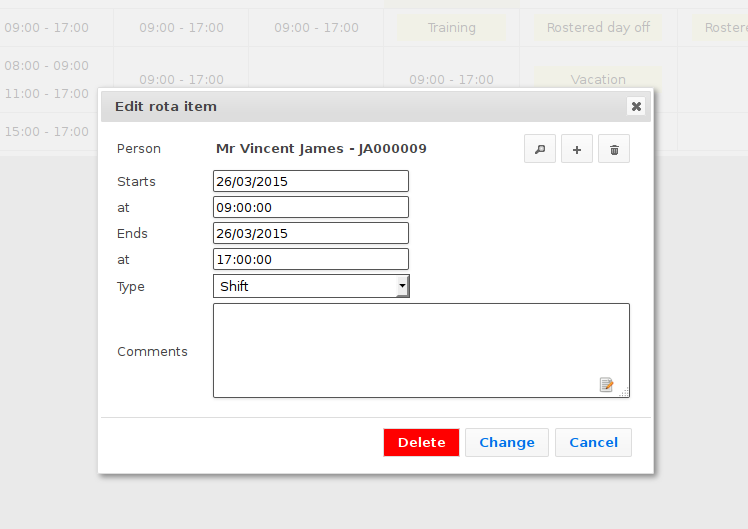 09:00 - 17:00 09:00 - 17:00 09:00 - 17:00 Training Rostered day off Roster
08:00 - 09:00
09:00 - 17:00 09:00 - 17:00 Vacation
11:00 - 17:00
15:00 - 17:00
Edit rota item
Person Mr Vincent James - JA000009
Starts 26/03/2015
at 09:00:00
Ends 26/03/2015
at 17:00:00
Type Shift
Comments
Delete Change Cancel